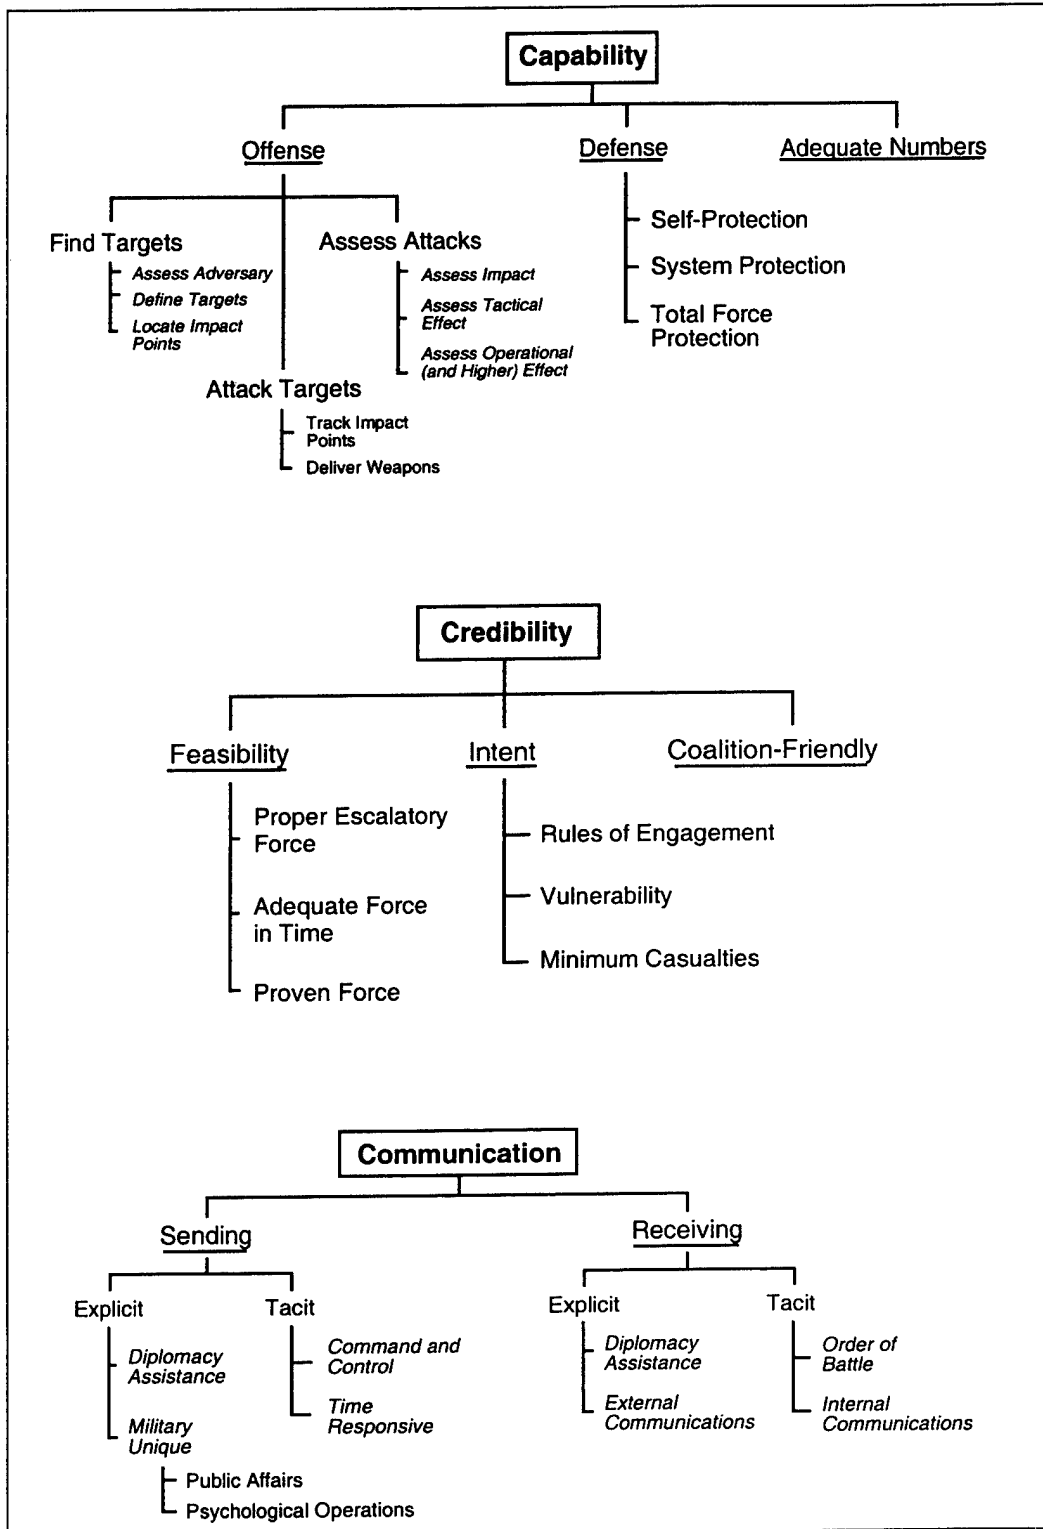 Capability
Offense
Defense
Adequate Numbers
Find Targets
Assess Adversary
Define Targets
Locate Impact
Points
Assess Attacks
Assess Impact
Assess Tactical
Effect
Assess Operational
(and Higher) Effect
Attack Targets
Track Impact
Points
Deliver Weapons
Self-Protection
System Protection
Total Force
Protection
Credibility
Feasibility
Intent
Coalition-Friendly
Proper Escalatory
Force
Adequate Force
in Time
Proven Force
Rules of Engagement
Vulnerability
Minimum Casualties
Communication
Sending
Receiving
Explicit
Diplomacy
Assistance
Military
Unique
Public Affairs
Psychological Operations
Tacit
Command and
Control
Time
Responsive
Explicit
Diplomacy
Assistance
External
Communications
Tacit
Order of
Battle
Internal
Communications